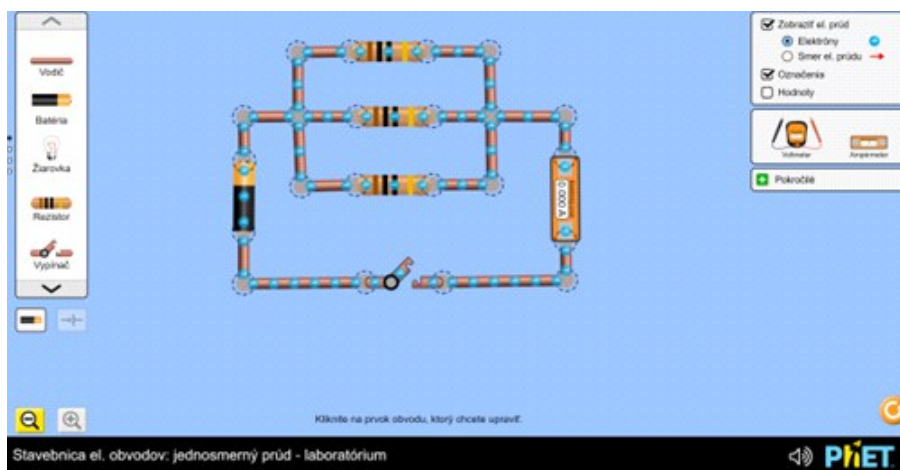 Vodič
Batéria
Žiarovka
Rezistor
Vypínač
Zobraziť el. prúd
Elektróny
Smer el. prúdu
Označenia
Hodnoty
Voltmeter
Ampérmeter
Pokročilé
0.000 A
Kliknite na prvok obvodu, ktorý chcete upraviť.
Stavebnica el. obvodov: jednosmerný prúd - laboratórium
PhET